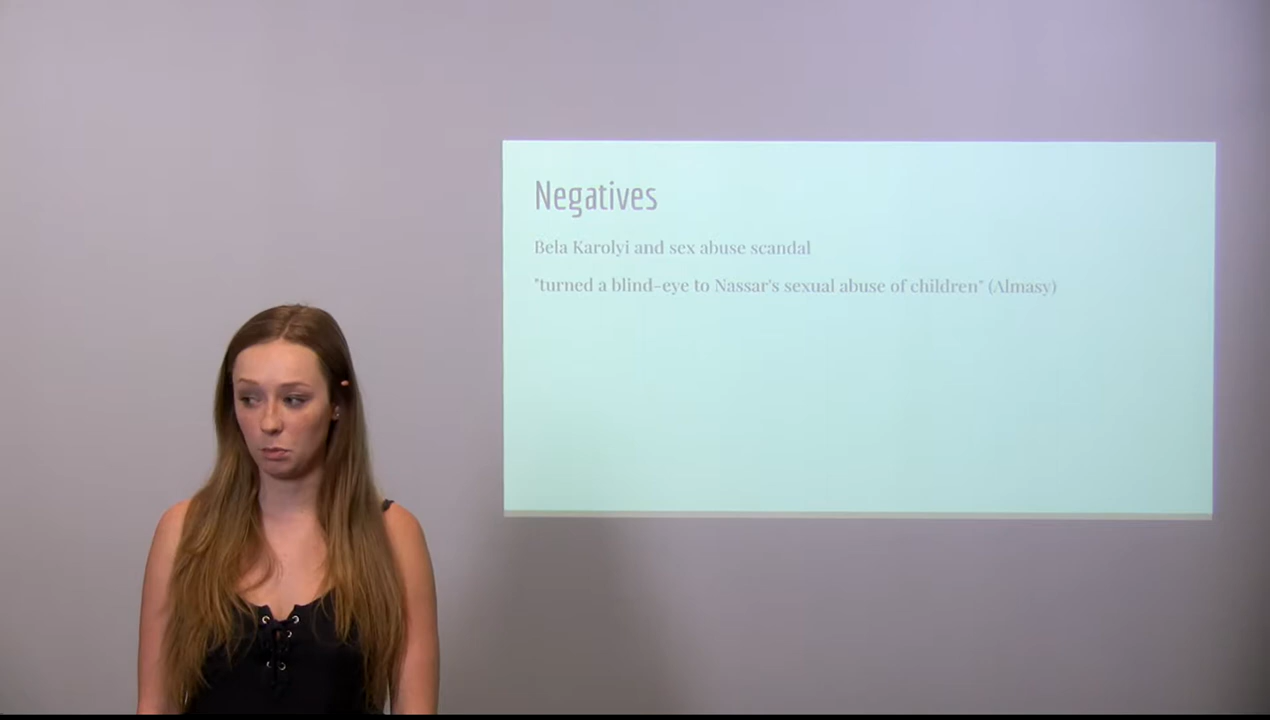 Negatives
Bela Karolyi and sex abuse scandal
"turned a blind-eye to Nassar's sexual abuse of children" (Almasy)